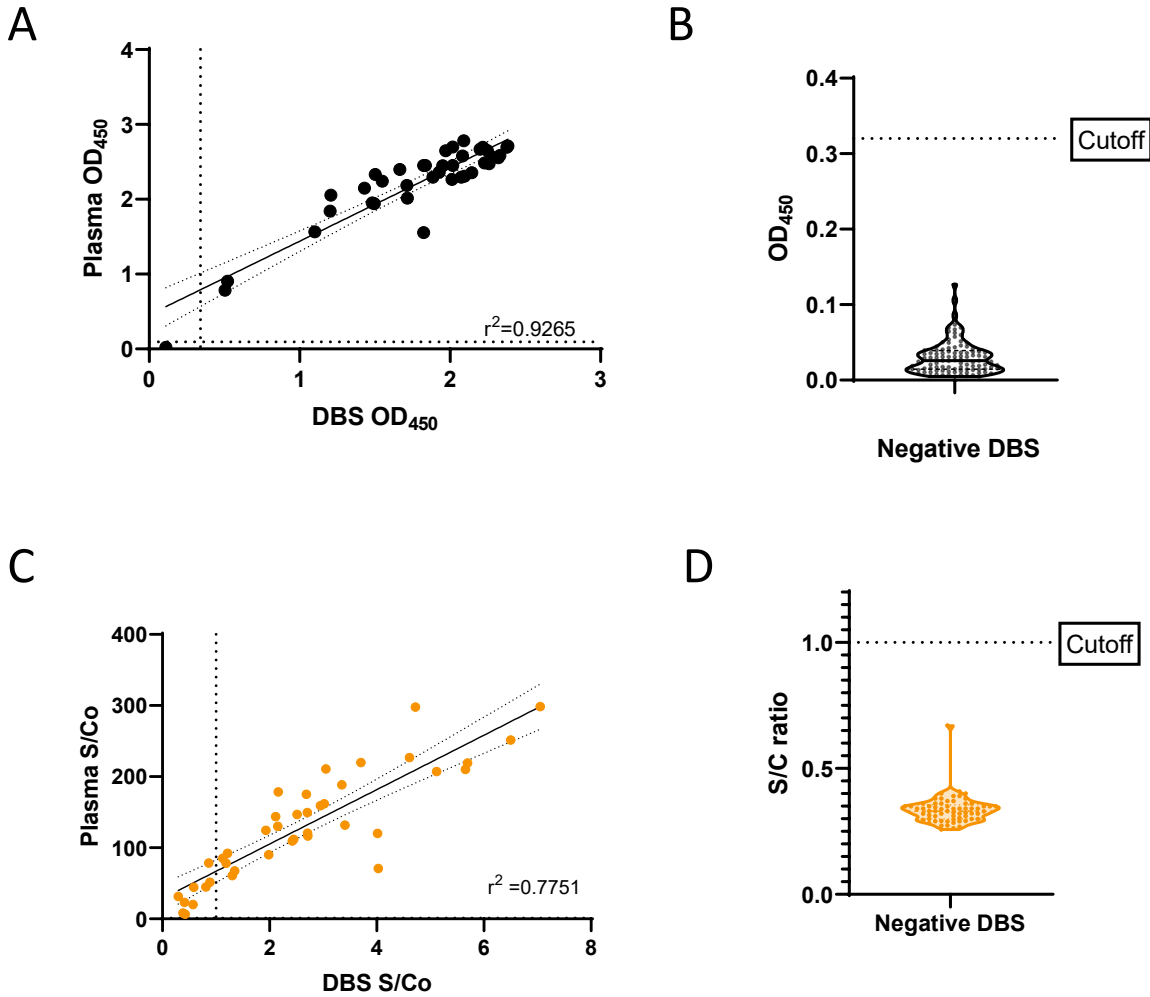 A
4
3
2
1
0
Plasma OD450
r2=0.9265
0
1
2
3
DBS OD450
B
0.4
0.3
0.2
0.1
0.0
OD450
Cutoff
Negative DBS
C
400
300
200
100
0
Plasma S/Co
r2 =0.7751
0
2
4
6
8
DBS S/Co
D
1.0
0.5
0.0
S/C ratio
Cutoff
Negative DBS